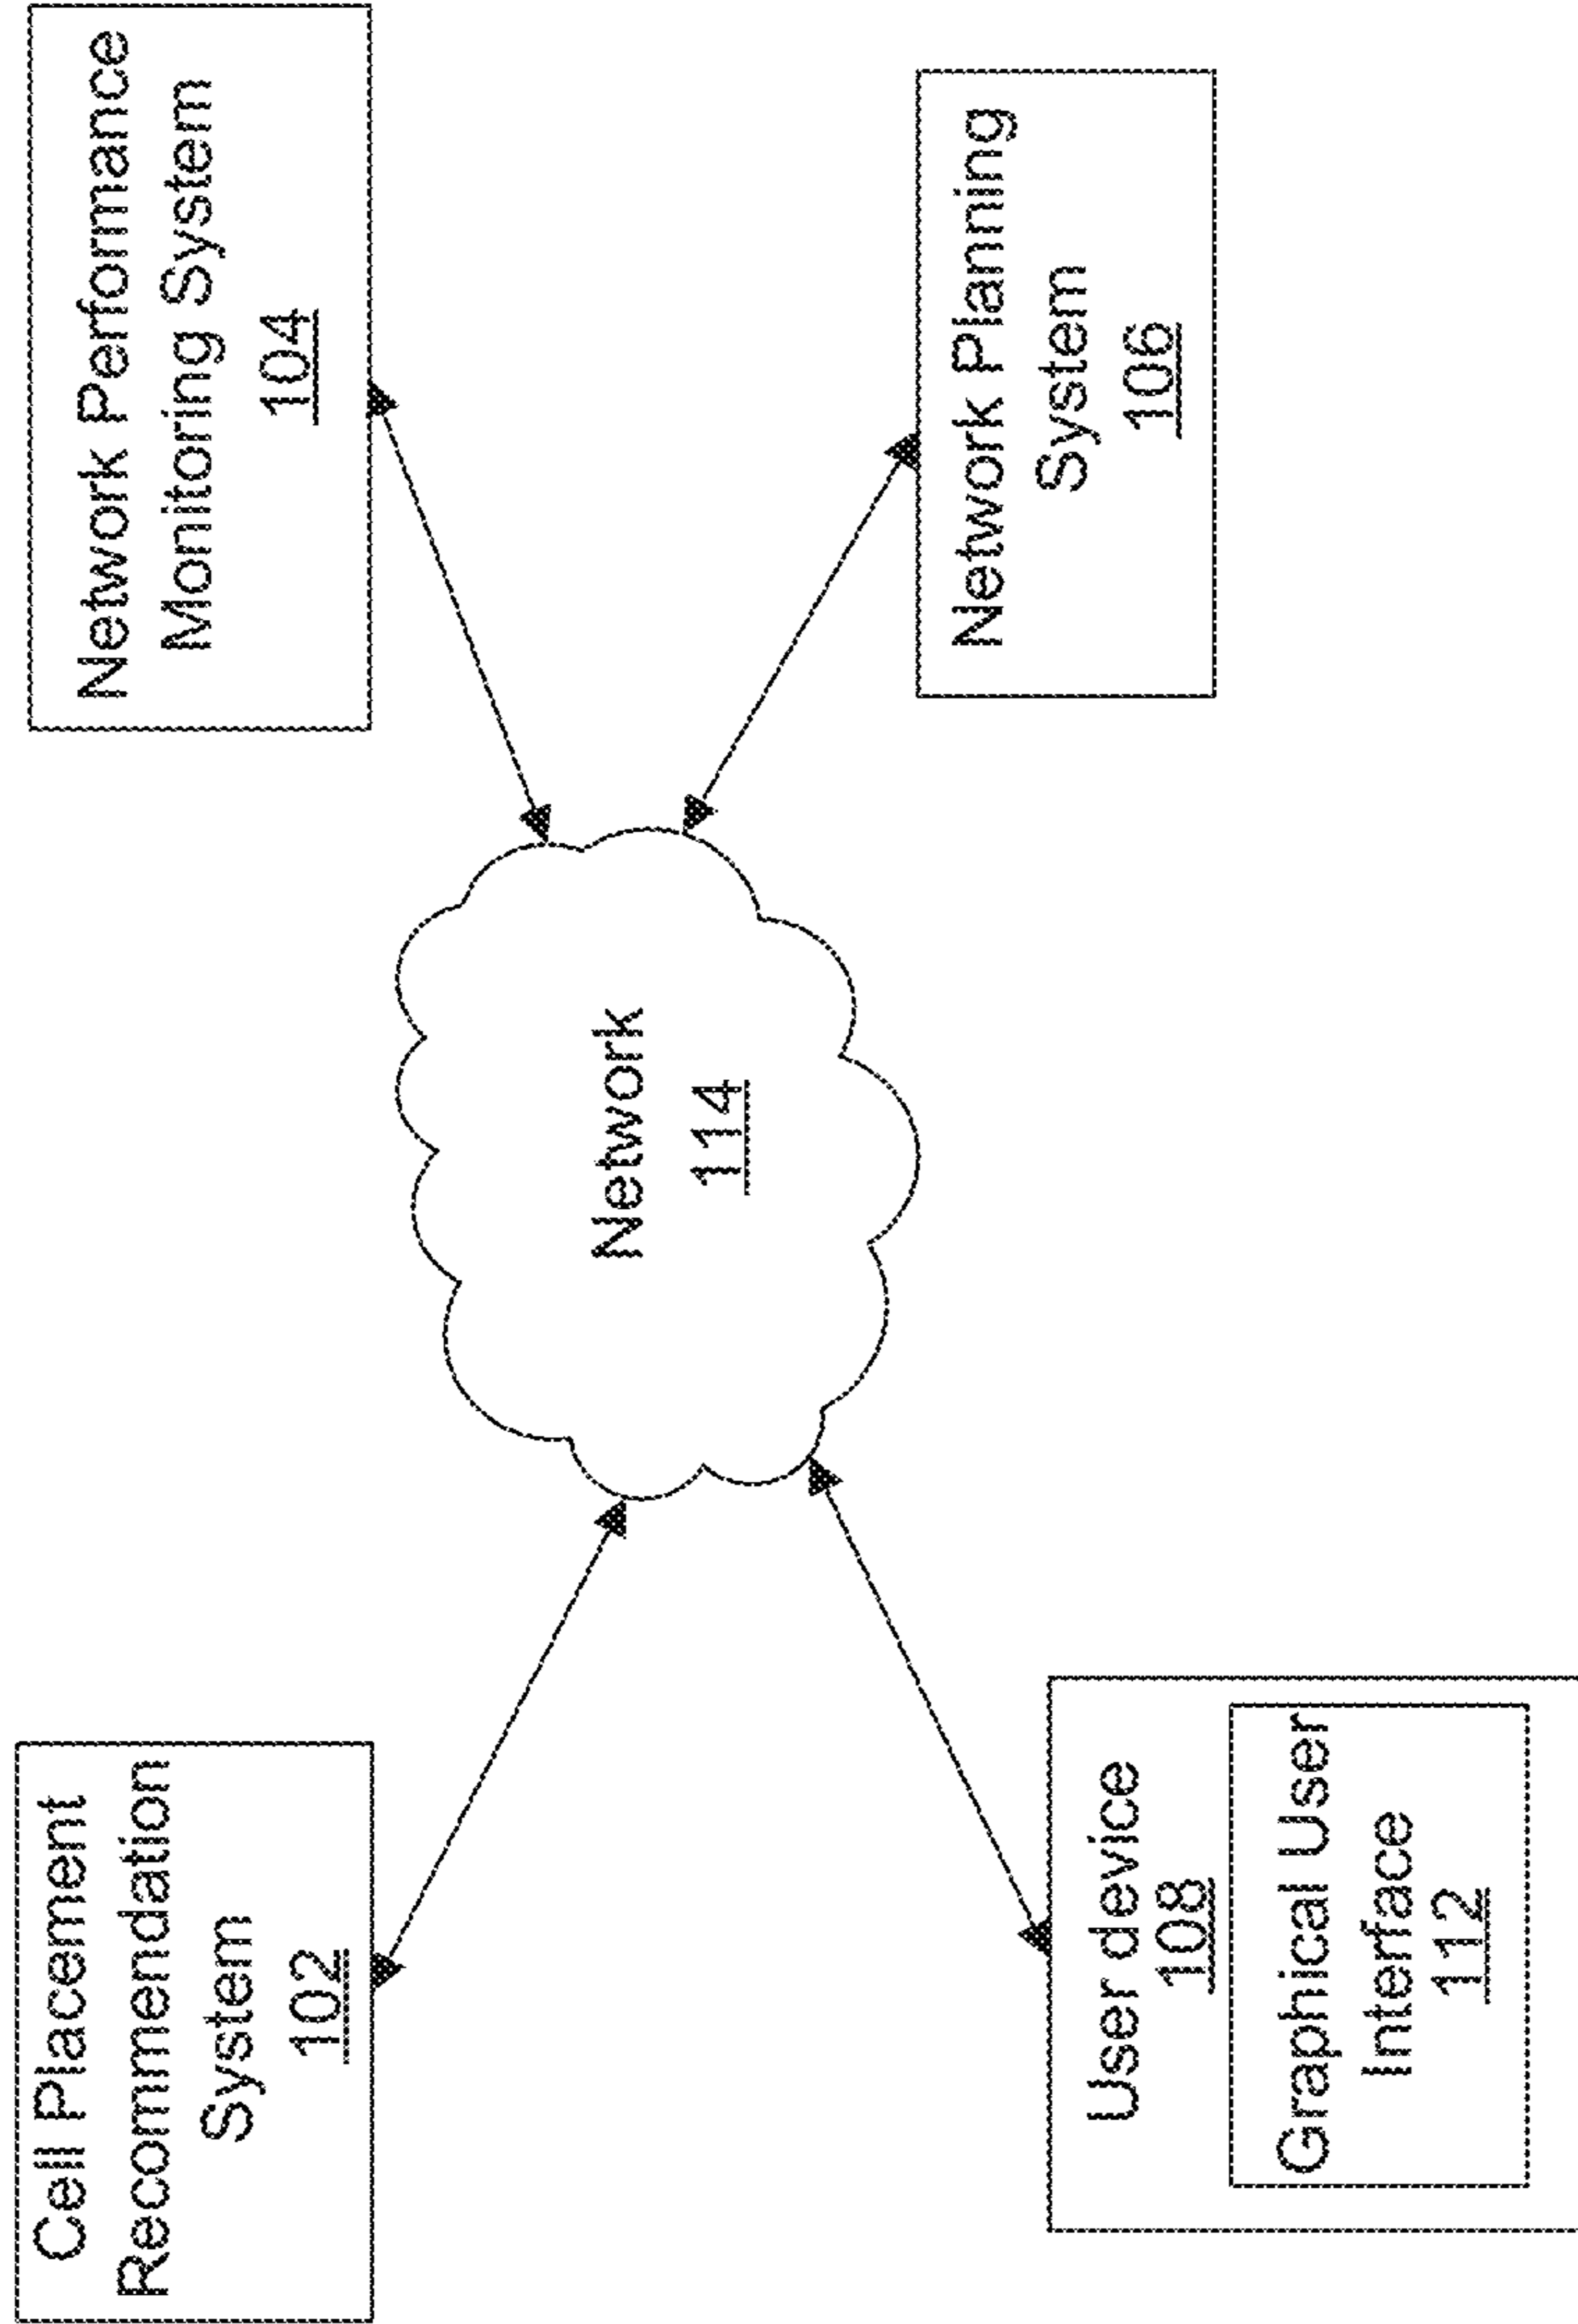 Cell Placement
Recommendation
System
102
Network Performance
Monitoring System
104
Network
114
User device
108
Graphical User
Interface
112
Network Planning
System
106